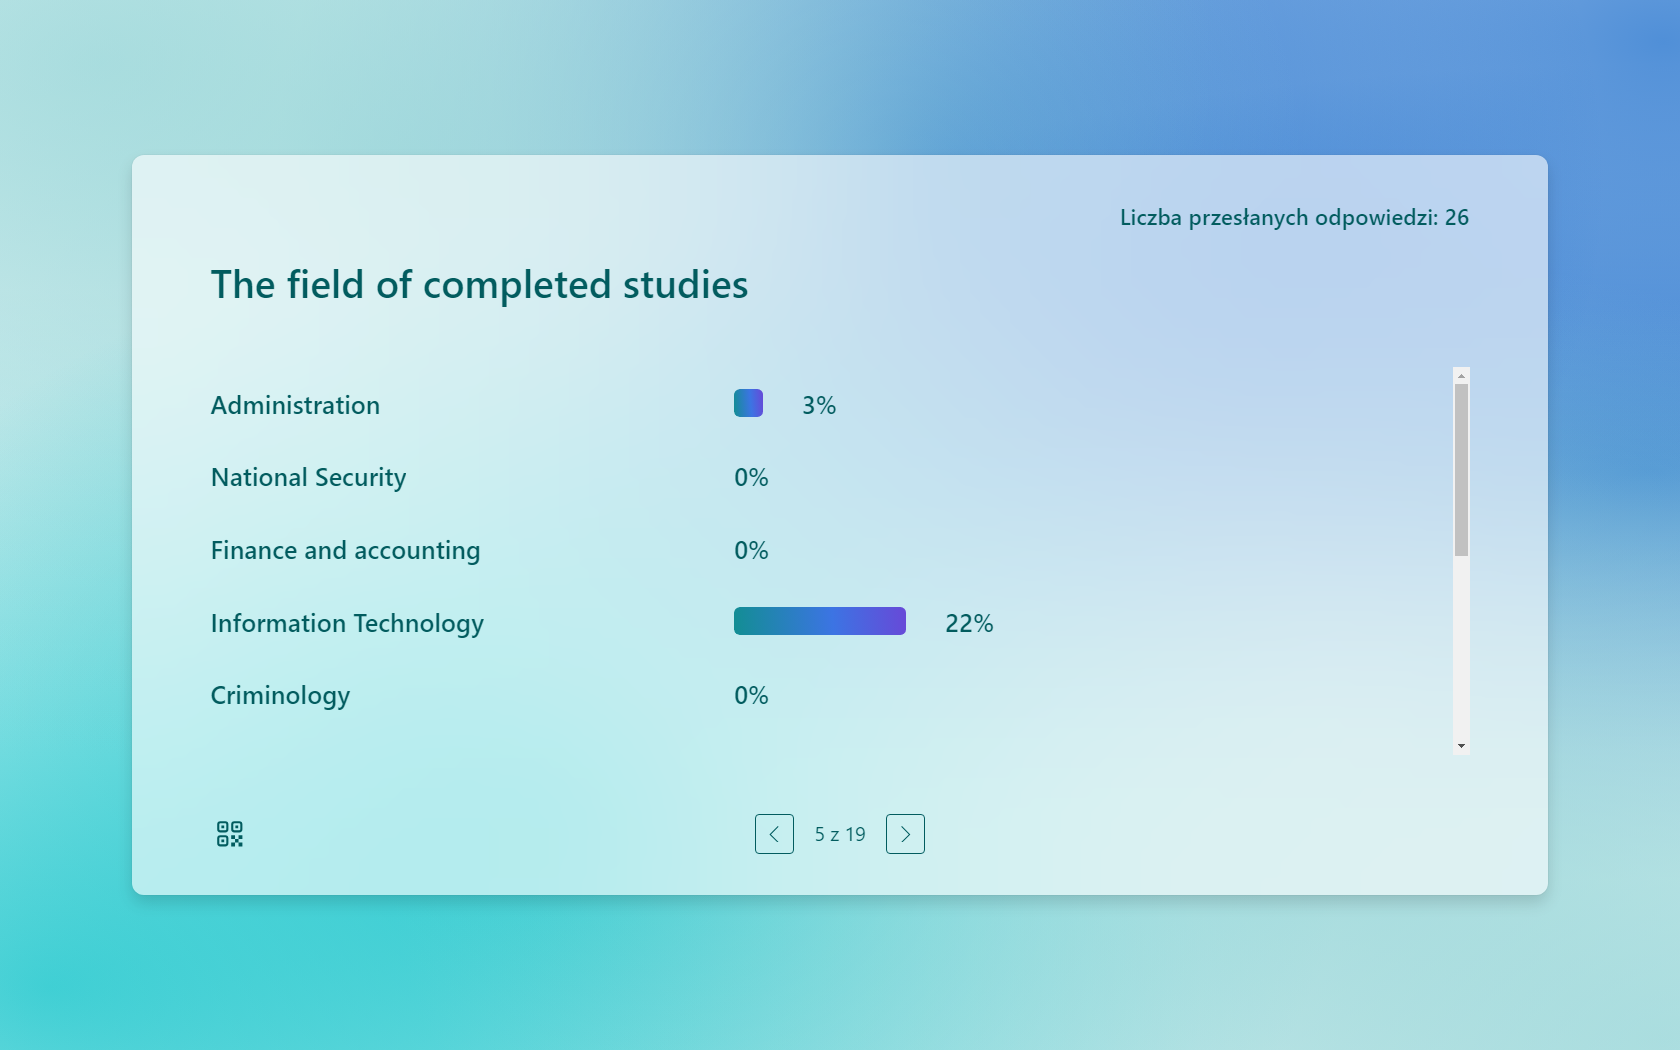 Liczba przesłanych odpowiedzi: 26
The field of completed studies
Administration 3%
National Security 0%
Finance and accounting 0%
Information Technology 22%
Criminology 0%
5 z 19